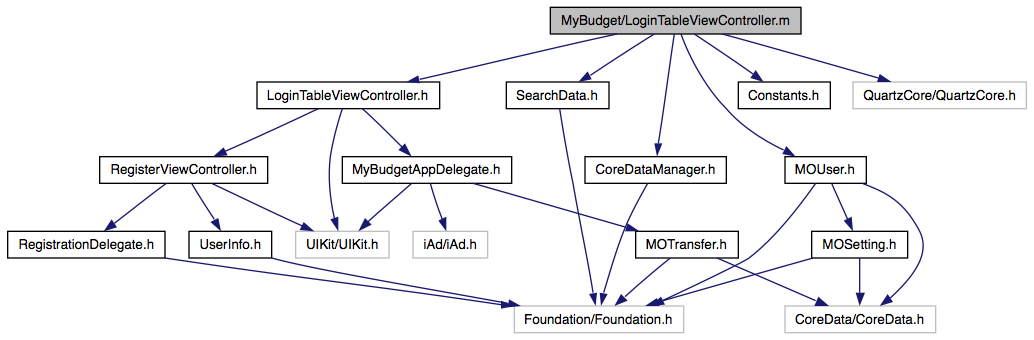 MyBudget/LoginTableViewController.m
LoginTableViewController.h
SearchData.h
Constants.h
QuartzCore/QuartzCore.h
RegisterViewController.h
MyBudgetAppDelegate.h
CoreDataManager.h
MOUser.h
RegistrationDelegate.h
UserInfo.h
UIKit/UIKit.h
iAd/iAd.h
MOTransfer.h
MOSetting.h
Foundation/Foundation.h
CoreData/CoreData.h